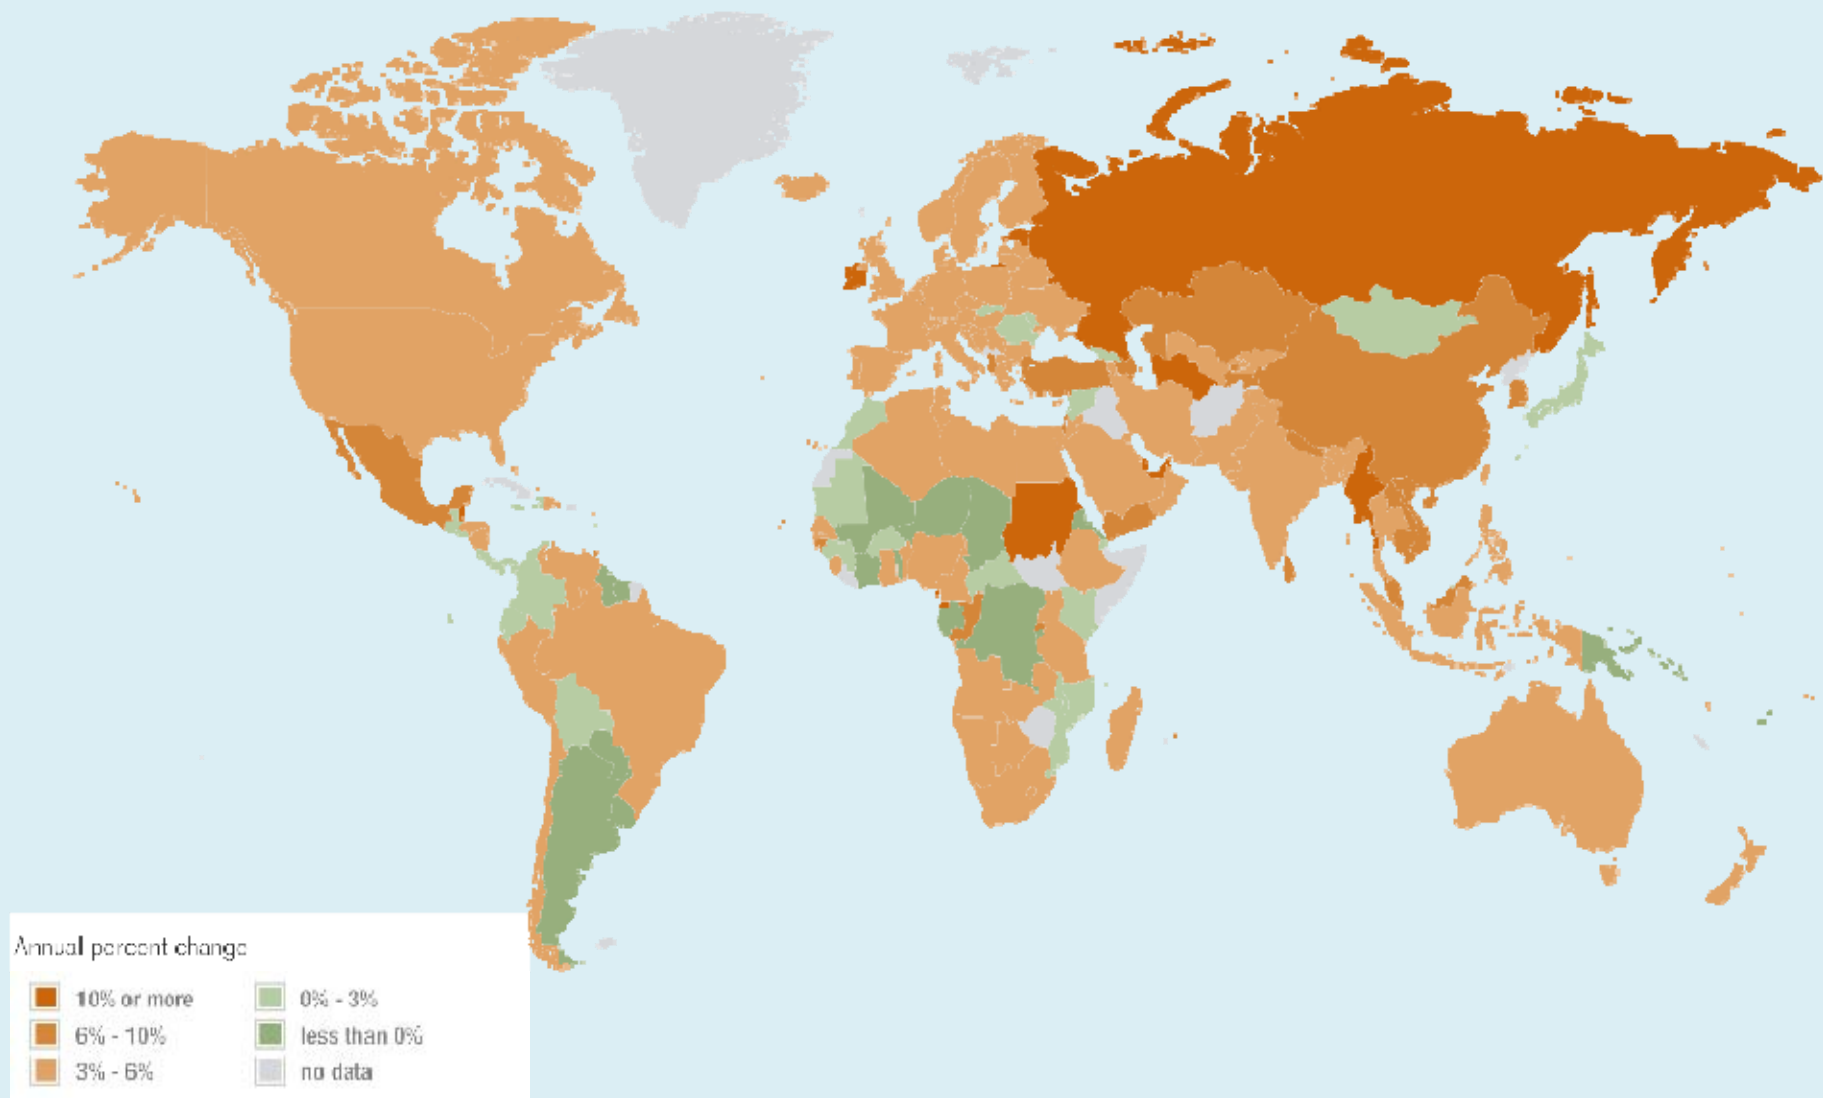 Annual percent change
10% or more
6% - 10%
3% - 6%
0% - 3%
less than 0%
no data